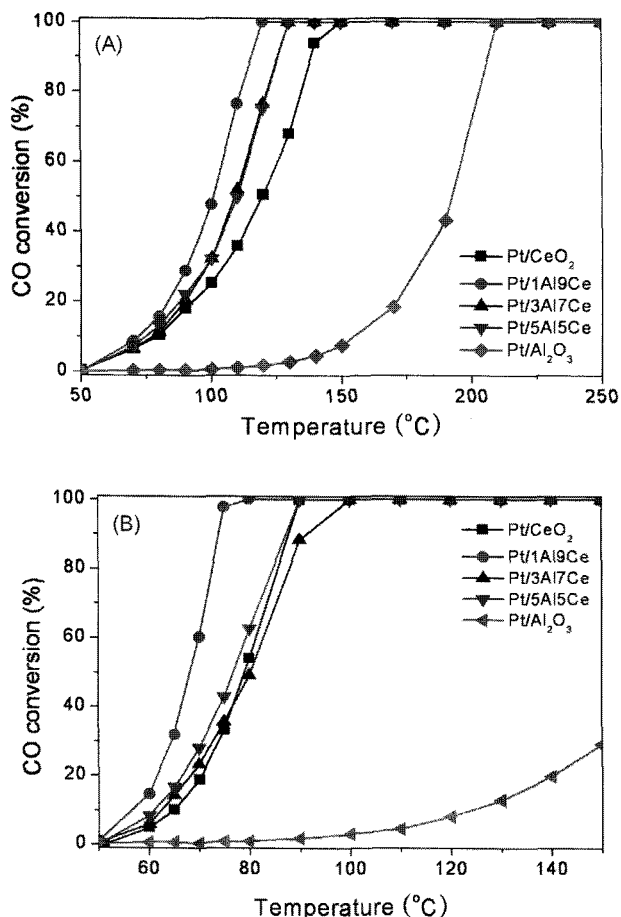 (A)
CO conversion (%)
100
80
60
40
20
0
Pt/CeO₂
Pt/1Al9Ce
Pt/3Al7Ce
Pt/5Al5Ce
Pt/Al₂O₃
50 100 150 200 250
Temperature (°C)
(B)
CO conversion (%)
100
80
60
40
20
0
Pt/CeO₂
Pt/1Al9Ce
Pt/3Al7Ce
Pt/5Al5Ce
Pt/Al₂O₃
60 80 100 120 140
Temperature (°C)